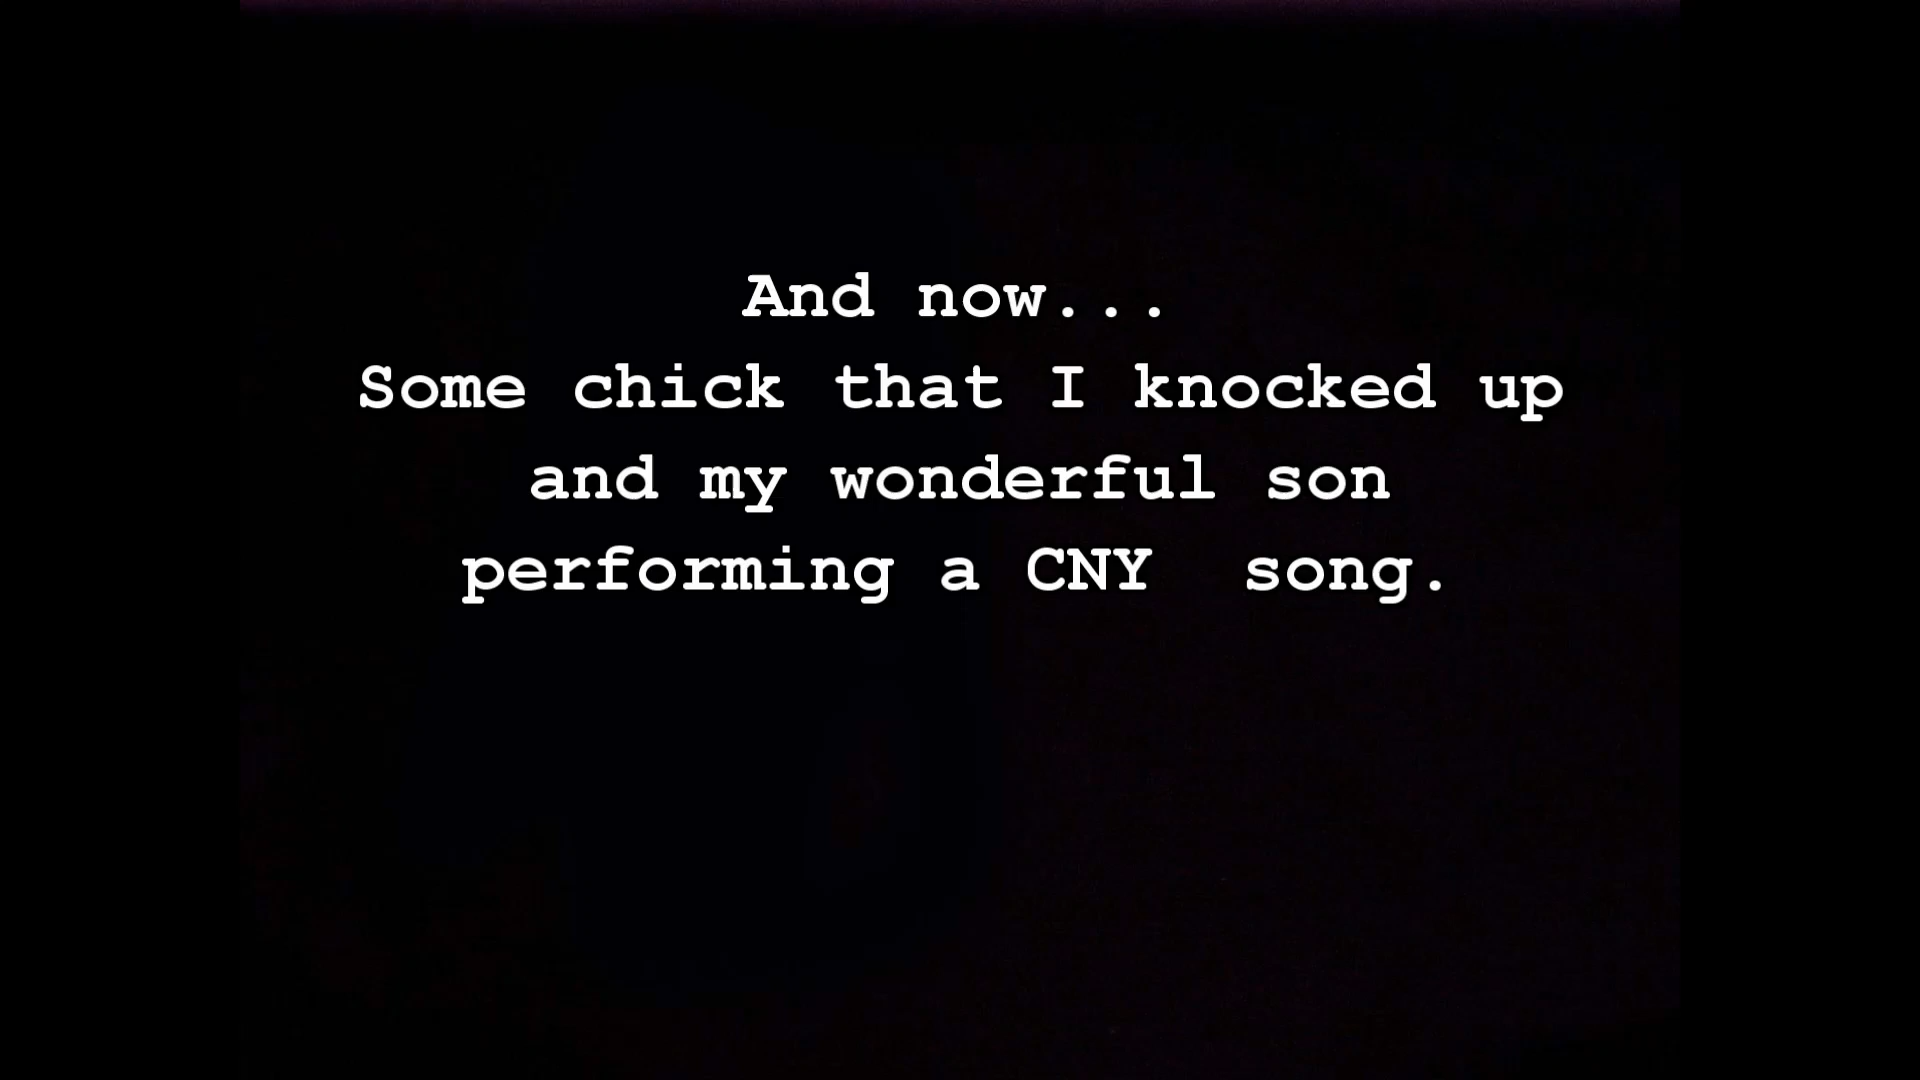 And now...
Some chick that I knocked up
and my wonderful son
performing a CNY  song.